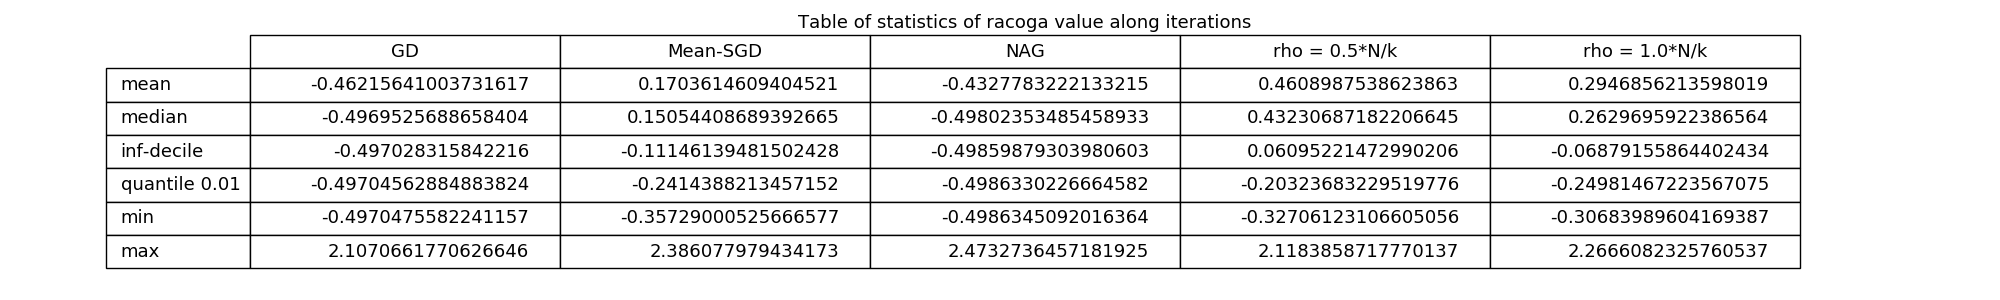 Table of statistics of racoga value along iterations
GD Mean-SGD NAG rho = 0.5*N/k rho = 1.0*N/k
mean -0.46215641003731617 0.1703614609404521 -0.4327783222133215 0.4608987538623863 0.2946856213598019
median -0.4969525688658404 0.15054408689392665 -0.49802353485458933 0.43230687182206645 0.2629695922386564
inf-decile -0.497028315842216 -0.11146139481502428 -0.49859879303980603 0.06095221472990206 -0.06879155864402434
quantile 0.01 -0.49704562884883824 -0.2414388213457152 -0.4986330226664582 -0.20323683229519776 -0.24981467223567075
min -0.4970475582241157 -0.35729000525666577 -0.4986345092016364 -0.32706123106605056 -0.30683989604169387
max 2.1070661770626646 2.386077979434173 2.4732736457181925 2.1183858717770137 2.2666082325760537